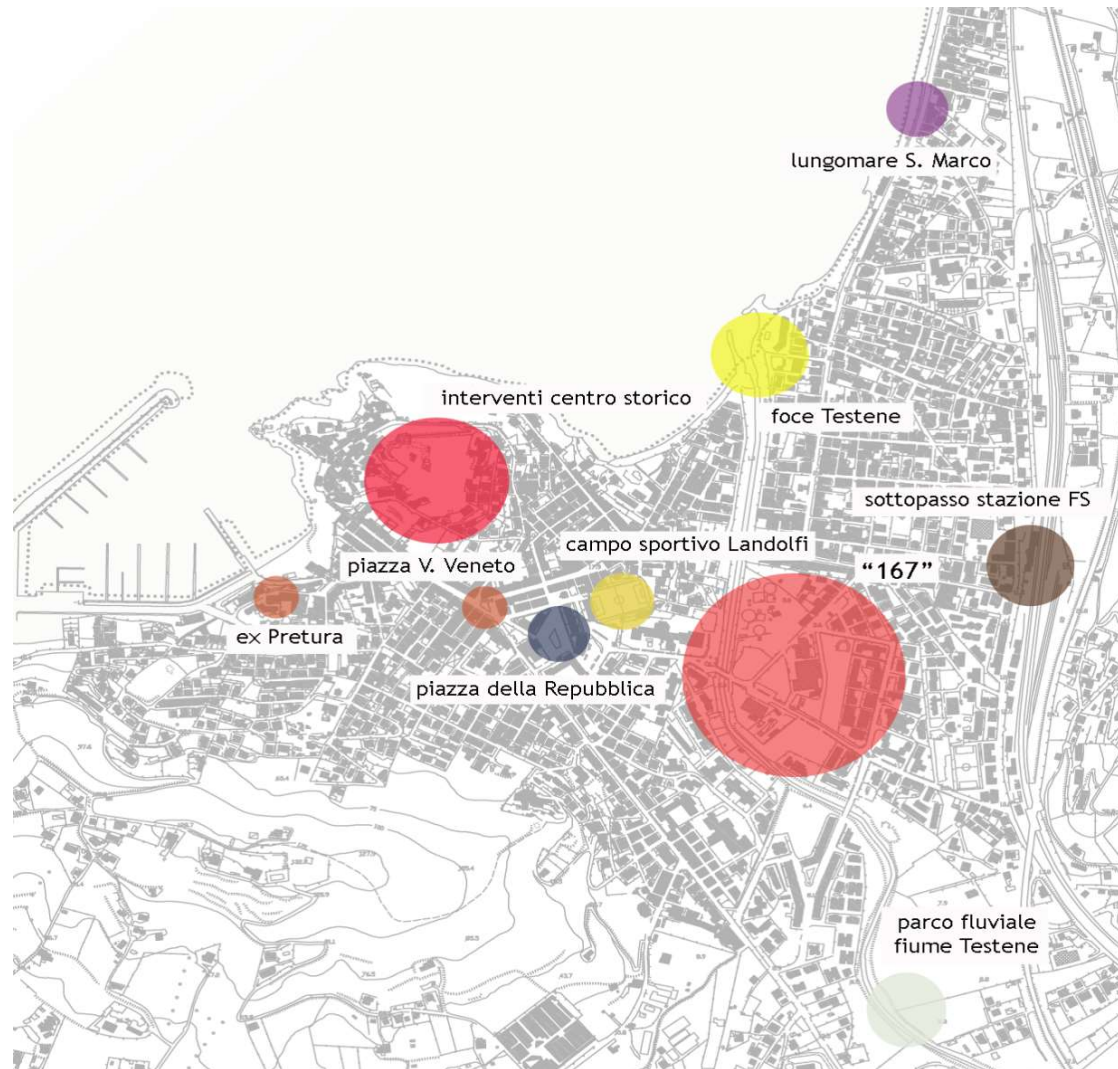 lungomare S. Marco
interventi centro storico
foce Testene
sottopasso stazione FS
campo sportivo Landolfi
piazza V. Veneto
“167”
ex Pretura
piazza della Repubblica
parco fluviale
fiume Testene